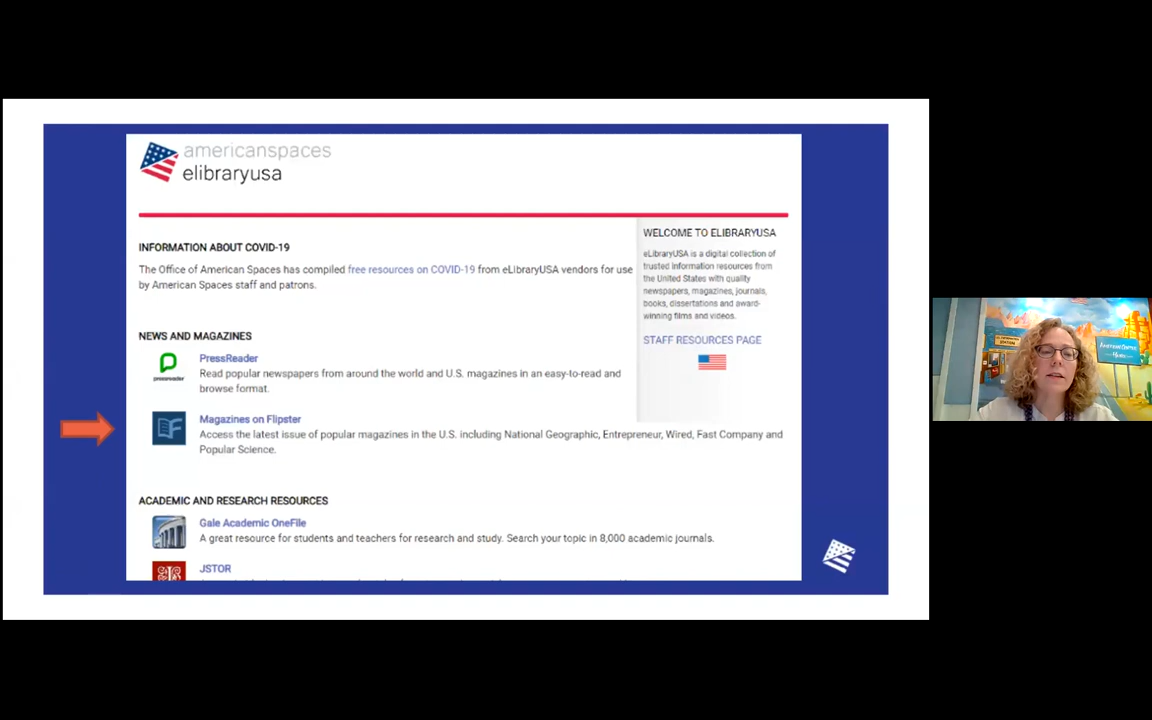 americanspaces
elibraryusa
INFORMATION ABOUT COVID-19
The Office of American Spaces has compiled free resources on COVID-19 from eLibraryUSA vendors for use
by American Spaces staff and patrons.
NEWS AND MAGAZINES
PressReader
pressreader
Read popular newspapers from around the world and U.S. magazines in an easy-to-read and
browse format.
Magazines on Flipster
Access the latest issue of popular magazines in the U.S. including National Geographic, Entrepreneur, Wired, Fast Company and
Popular Science.
ACADEMIC AND RESEARCH RESOURCES
Gale Academic OneFile
A great resource for students and teachers for research and study. Search your topic in 8,000 academic journals.
JSTOR
WELCOME TO ELIBRARYUSA
eLibraryUSA is a digital collection of
trusted information resources from
the United States with quality
newspapers, magazines, journals,
books, dissertations and award-
winning films and videos.
STAFF RESOURCES PAGE
AMERICAN CENTER